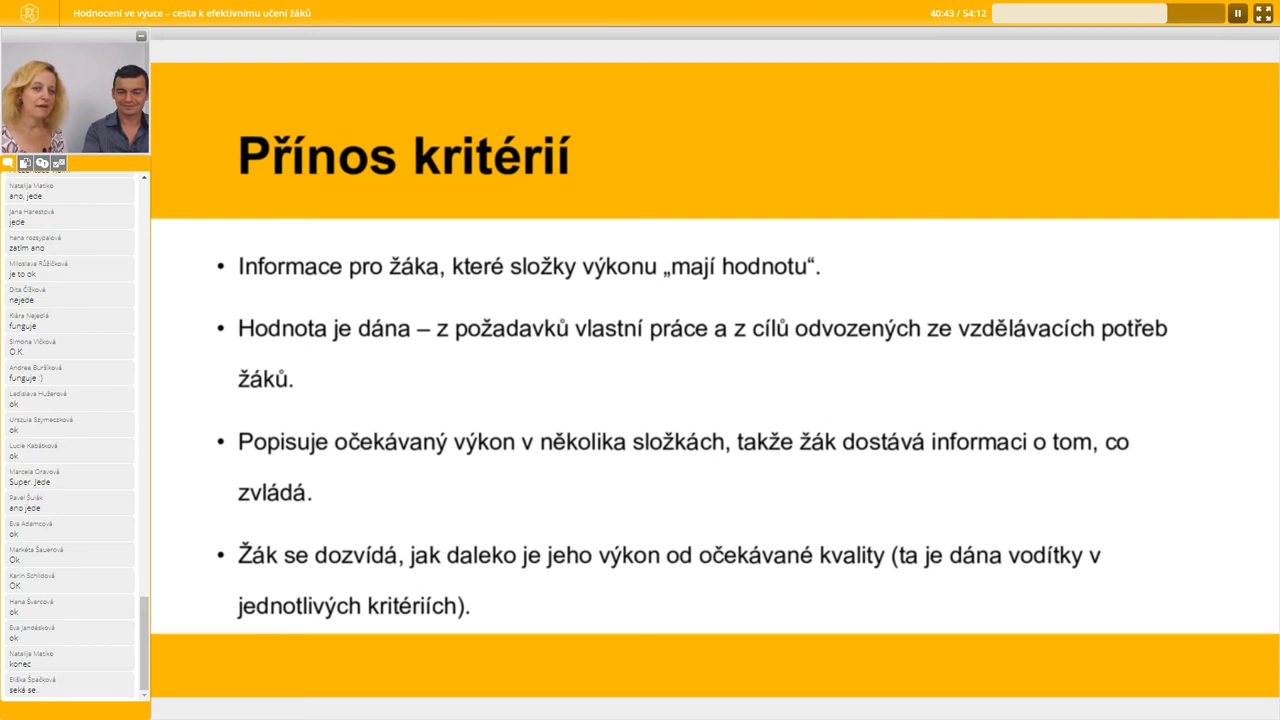 SYPO
Hodnocení ve výuce – cesta k efektivnímu učení žáků
40:43 / 54:12
Přínos kritérií
• Informace pro žáka, které složky výkonu „mají hodnotu“.
• Hodnota je dána – z požadavků vlastní práce a z cílů odvozených ze vzdělávacích potřeb
žáků.
• Popisuje očekávaný výkon v několika složkách, takže žák dostává informaci o tom, co
zvládá.
• Žák se dozvídá, jak daleko je jeho výkon od očekávané kvality (ta je dána vodítky v
jednotlivých kritériích).
Natalija Matiko
ano, jede
Jana Harestová
jede
hana rozsypalová
zatím ano
Miloslava Růžičková
je to ok
Dita Čížková
nejede
Klára Nejedlá
funguje
Simona Vlčková
O.K.
Andrea Buršíková
funguje :)
Ladislava Hušerová
ok
Urszula Szymeczková
ok
Lucie Kabátková
ok
Marcela Oravová
Super. Jede
Pavel Šulák
ano jede
Eva Adamcová
ok
Markéta Šauerová
Ok
Karin Schildová
OK
Hana Švarcová
ok
Eva Jandásková
ok
Natalija Matiko
konec
Eliška Špačková
seká se..